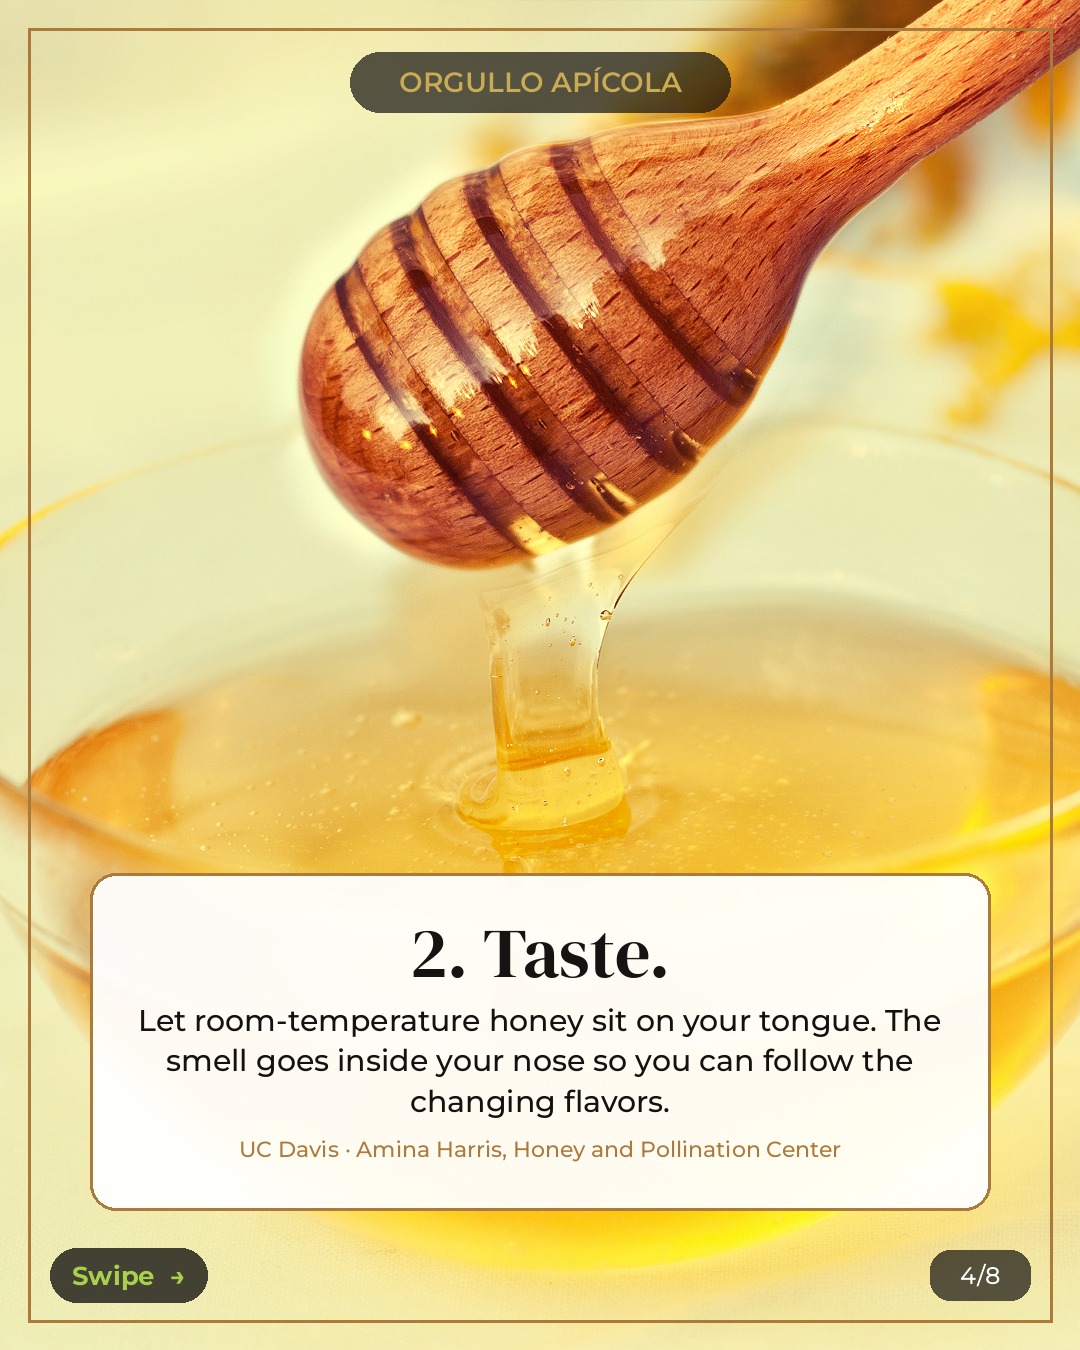 ORGULLO APÍCOLA
2. Taste.
Let room-temperature honey sit on your tongue. The
smell goes inside your nose so you can follow the
changing flavors.
UC Davis · Amina Harris, Honey and Pollination Center
Swipe →
4/8